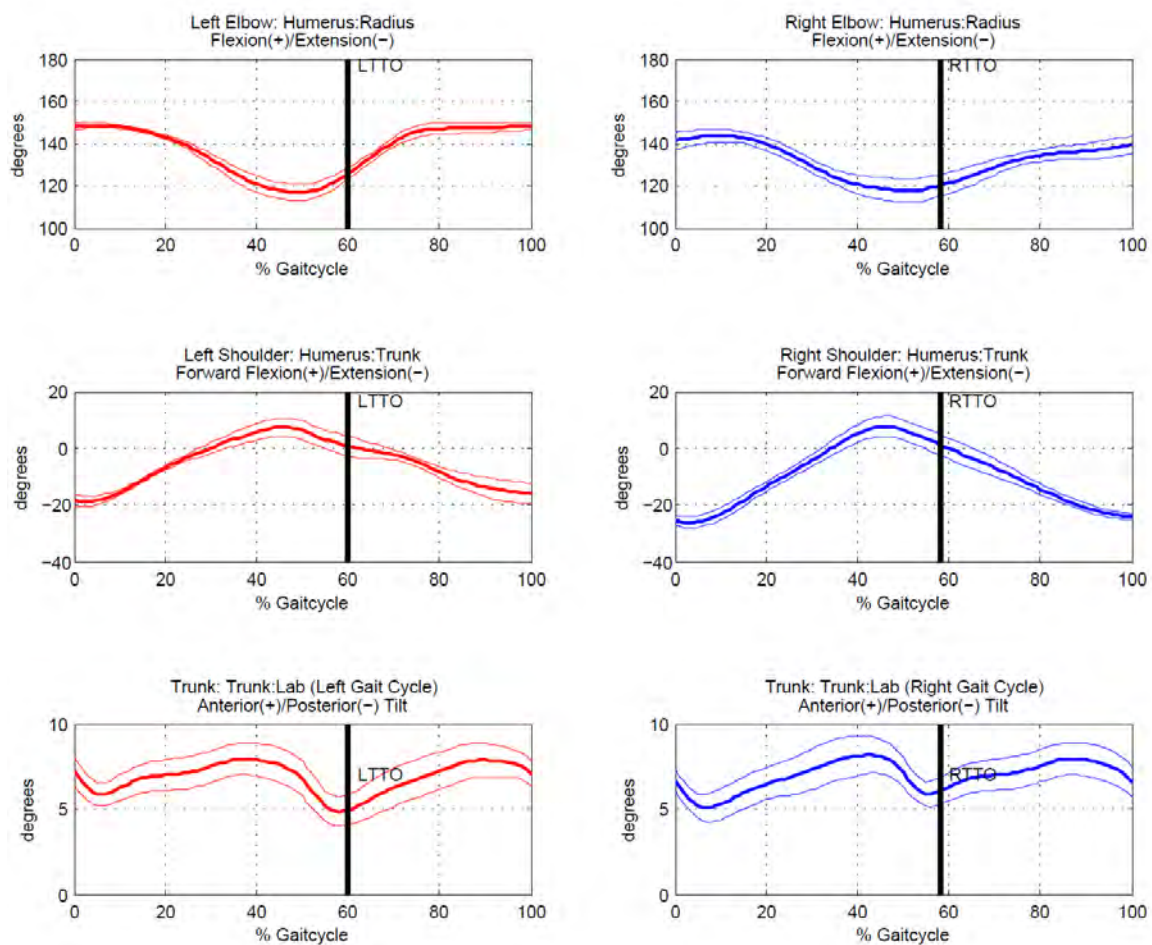 Left Elbow: Humerus:Radius
Flexion(+)/Extension(−)
180
160
140
120
100
degrees
LTTO
0 20 40 60 80 100
% Gaitcycle
Right Elbow: Humerus:Radius
Flexion(+)/Extension(−)
180
160
140
120
100
degrees
RTTO
0 20 40 60 80 100
% Gaitcycle
Left Shoulder: Humerus:Trunk
Forward Flexion(+)/Extension(−)
20
0
−20
−40
degrees
LTTO
0 20 40 60 80 100
% Gaitcycle
Right Shoulder: Humerus:Trunk
Forward Flexion(+)/Extension(−)
20
0
−20
−40
degrees
RTTO
0 20 40 60 80 100
% Gaitcycle
Trunk: Trunk:Lab (Left Gait Cycle)
Anterior(+)/Posterior(−) Tilt
10
5
0
degrees
LTTO
0 20 40 60 80 100
% Gaitcycle
Trunk: Trunk:Lab (Right Gait Cycle)
Anterior(+)/Posterior(−) Tilt
10
5
0
degrees
RTTO
0 20 40 60 80 100
% Gaitcycle